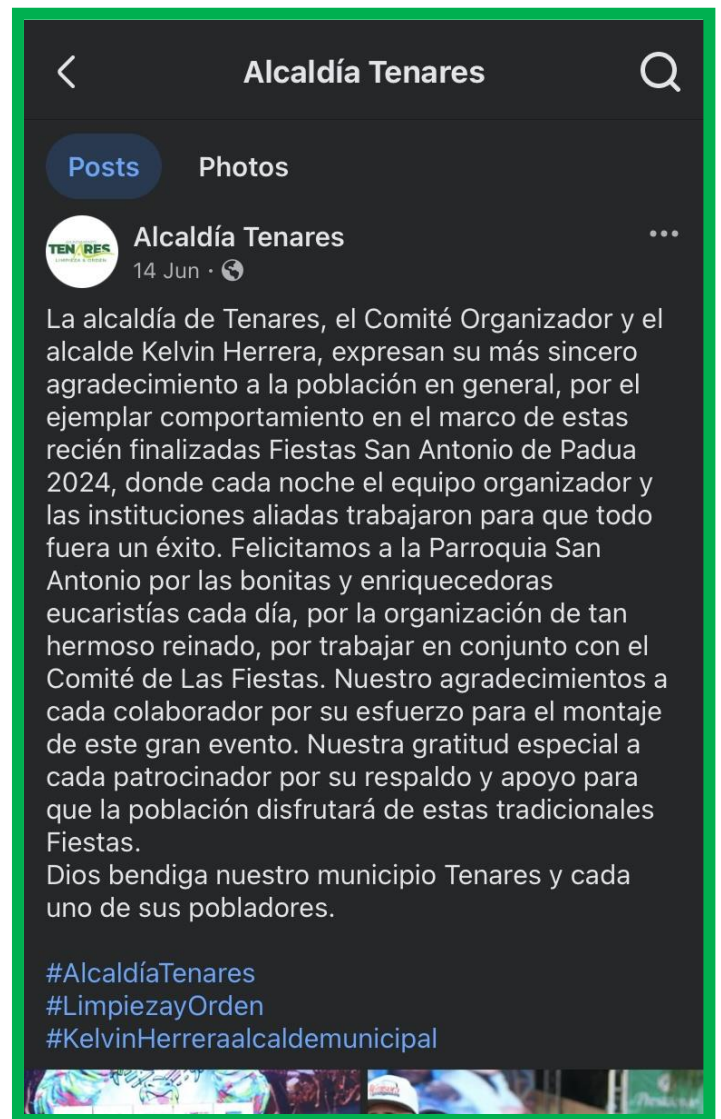 Alcaldía Tenares
Posts Photos
TENARES
Alcaldía Tenares
14 Jun ·
La alcaldía de Tenares, el Comité Organizador y el
alcalde Kelvin Herrera, expresan su más sincero
agradecimiento a la población en general, por el
ejemplar comportamiento en el marco de estas
recién finalizadas Fiestas San Antonio de Padua
2024, donde cada noche el equipo organizador y
las instituciones aliadas trabajaron para que todo
fuera un éxito. Felicitamos a la Parroquia San
Antonio por las bonitas y enriquecedoras
eucaristías cada día, por la organización de tan
hermoso reinado, por trabajar en conjunto con el
Comité de Las Fiestas. Nuestro agradecimientos a
cada colaborador por su esfuerzo para el montaje
de este gran evento. Nuestra gratitud especial a
cada patrocinador por su respaldo y apoyo para
que la población disfrutará de estas tradicionales
Fiestas.
Dios bendiga nuestro municipio Tenares y cada
uno de sus pobladores.
#AlcaldíaTenares
#LimpiezayOrden
#KelvinHerreraalcaldemunicipal